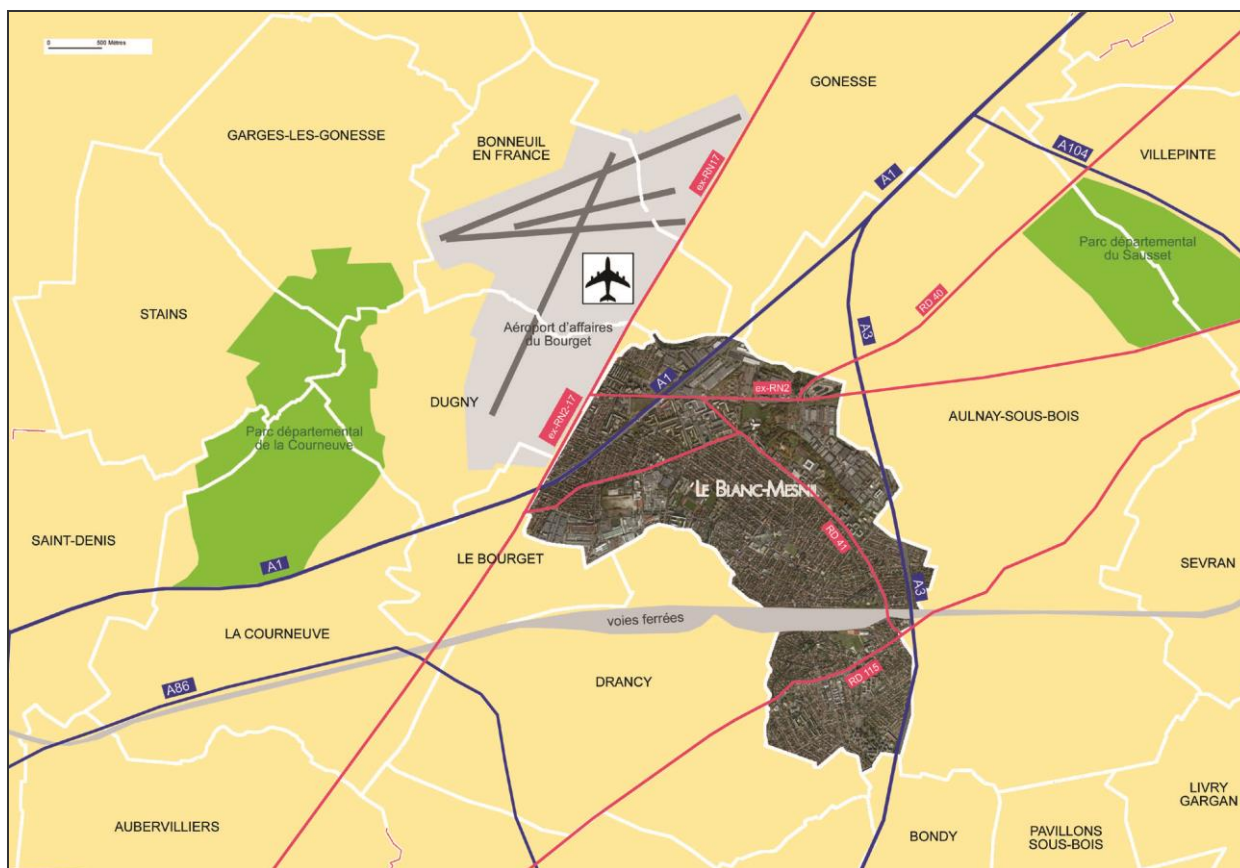 0 500 Mètres
GONESSE
GARGES-LES-GONESSE
BONNEUIL
EN FRANCE
A104
VILLEPINTE
A1
ex-RN17
Parc départemental
du Sausset
STAINS
RD 40
Aéroport d'affaires
du Bourget
A3
A1
ex-RN2
DUGNY
ex-RN2-17
AULNAY-SOUS-BOIS
Parc départemental
de la Courneuve
LE BLANC-MESNIL
SAINT-DENIS
RD 41
LE BOURGET
A1
SEVRAN
A3
voies ferrées
LA COURNEUVE
DRANCY
RD 115
A86
LIVRY
GARGAN
AUBERVILLIERS
BONDY
PAVILLONS
SOUS-BOIS